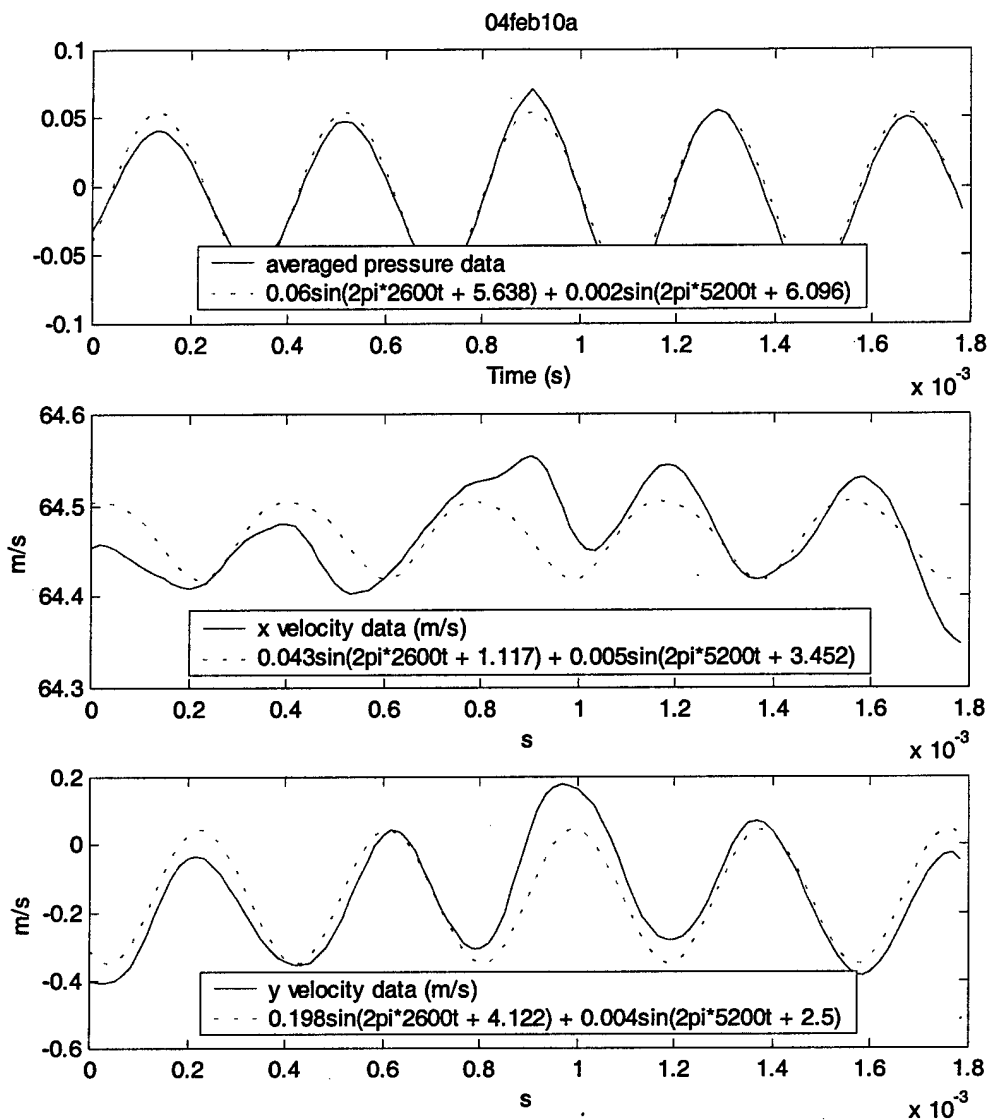 04feb10a
0.1
0.05
0
-0.05
-0.1
averaged pressure data
0.06sin(2pi*2600t + 5.638) + 0.002sin(2pi*5200t + 6.096)
0 0.2 0.4 0.6 0.8 1 1.2 1.4 1.6 1.8
Time (s)
x 10^-3
64.6
64.5
64.4
64.3
m/s
x velocity data (m/s)
0.043sin(2pi*2600t + 1.117) + 0.005sin(2pi*5200t + 3.452)
0 0.2 0.4 0.6 0.8 1 1.2 1.4 1.6 1.8
s
x 10^-3
0.2
0
-0.2
-0.4
-0.6
m/s
y velocity data (m/s)
0.198sin(2pi*2600t + 4.122) + 0.004sin(2pi*5200t + 2.5)
0 0.2 0.4 0.6 0.8 1 1.2 1.4 1.6 1.8
s
x 10^-3